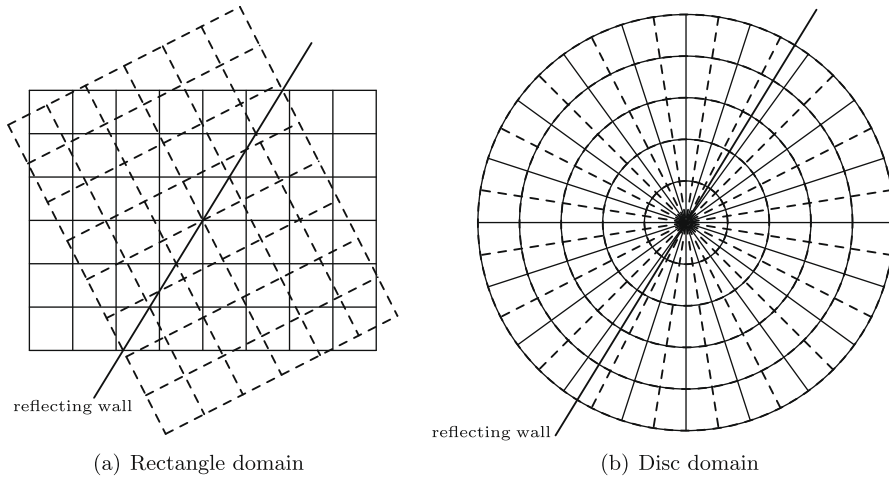 reflecting wall
reflecting wall
(a) Rectangle domain
(b) Disc domain